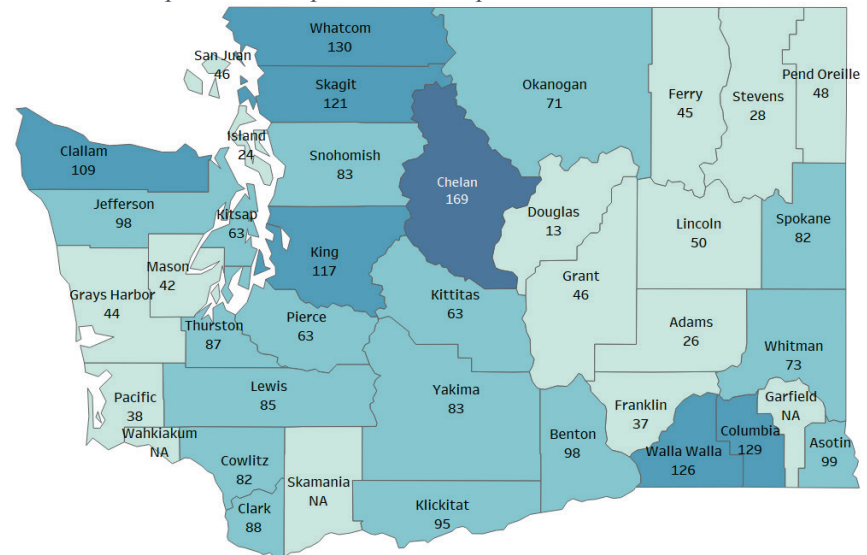 Whatcom
130
San Juan
46
Skagit
121
Okanogan
71
Ferry
45
Stevens
28
Pend Oreille
48
Island
24
Clallam
109
Snohomish
83
Chelan
169
Jefferson
98
Kitsap
63
Douglas
13
Lincoln
50
Spokane
82
King
117
Mason
42
Grant
46
Grays Harbor
44
Kittitas
63
Pierce
63
Thurston
87
Adams
26
Whitman
73
Lewis
85
Yakima
83
Pacific
38
Franklin
37
Garfield
NA
Wahkiakum
NA
Benton
98
Walla Walla
126
Columbia
129
Asotin
99
Cowlitz
82
Skamania
NA
Clark
88
Klickitat
95